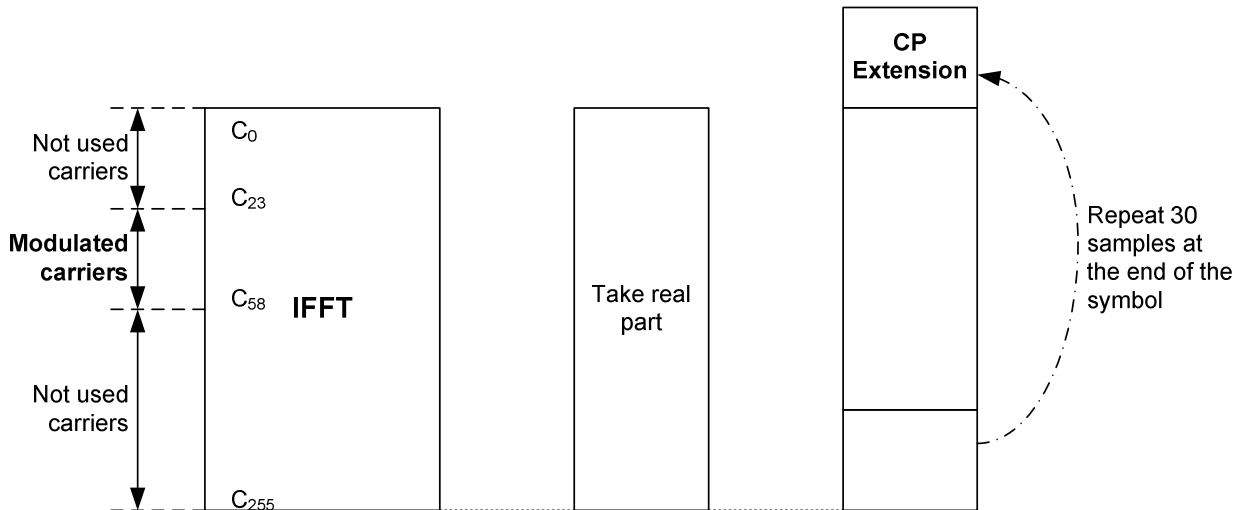 CP
Extension
Not used
carriers
C₀
C₂₃
Modulated
carriers
C₅₈
IFFT
Take real
part
Repeat 30
samples at
the end of the
symbol
Not used
carriers
C₂₅₅